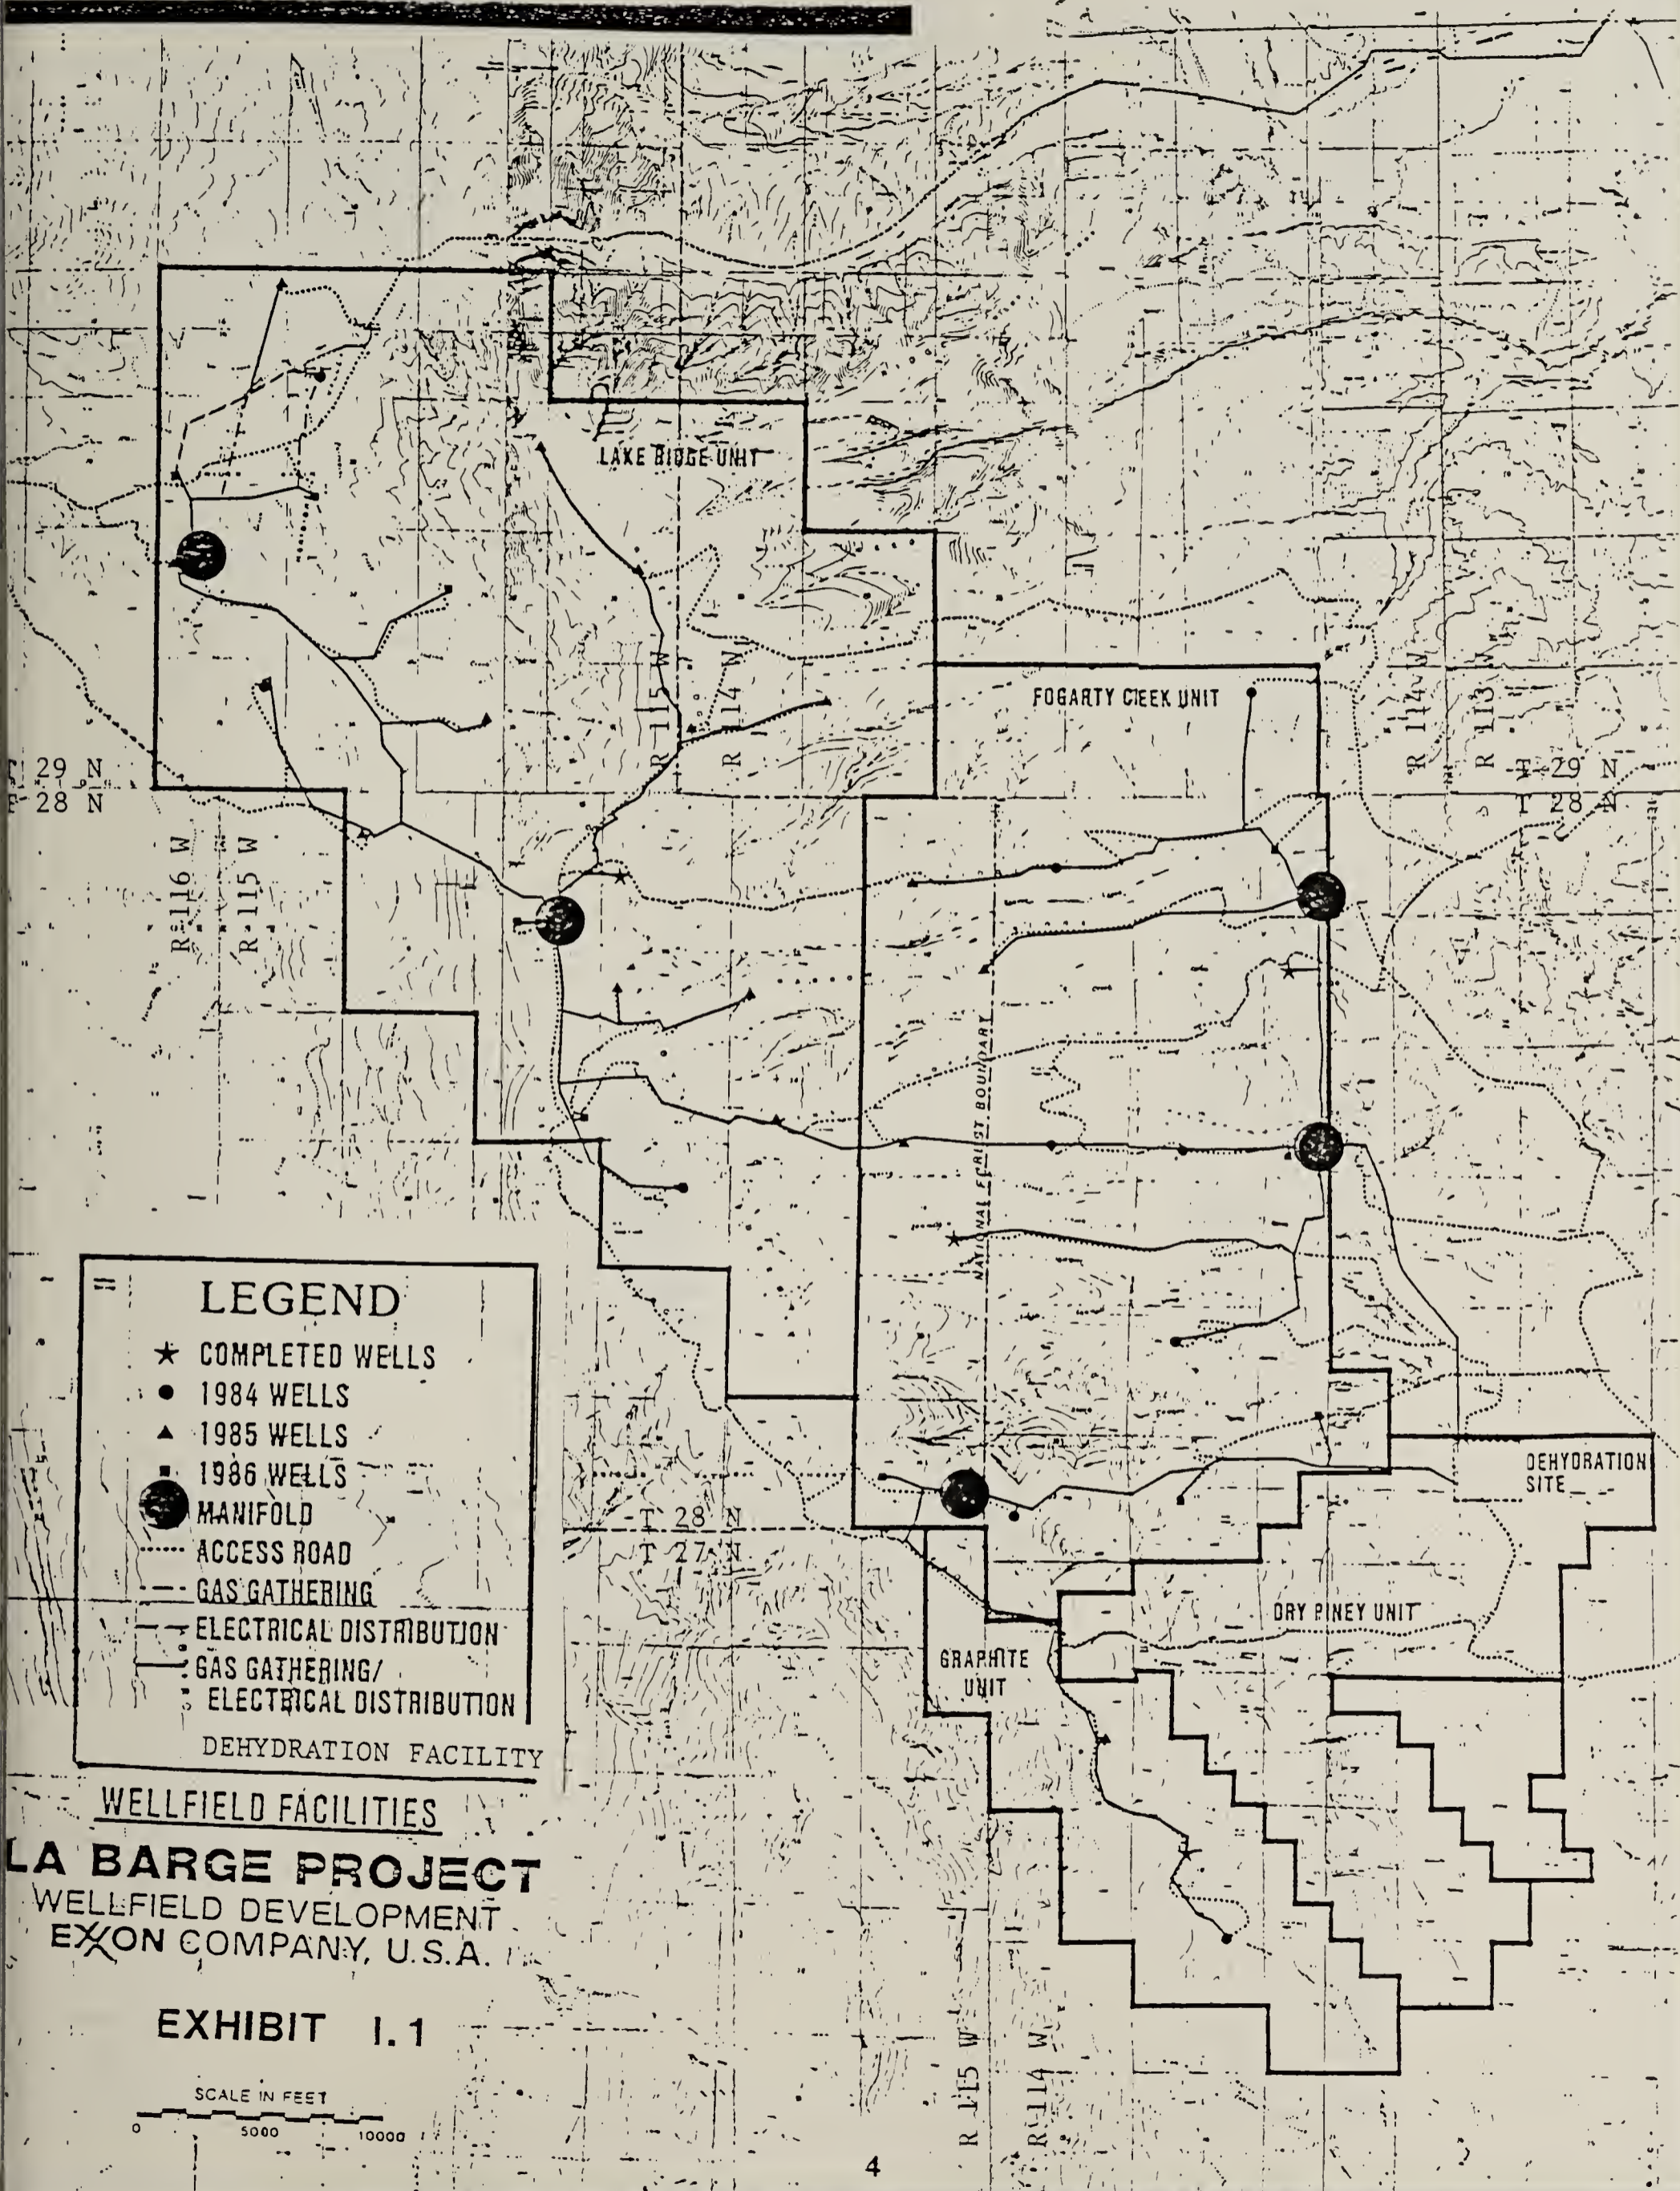 LAKE RIDGE UNIT
R 115 W
R 114 W
FOGARTY CREEK UNIT
R 114 W
R 113 W
T 29 N
T 28 N
T 29 N
T 28 N
R 116 W
R 115 W
NATIONAL FOREST BOUNDARY
LEGEND
COMPLETED WELLS
1984 WELLS
1985 WELLS
1986 WELLS
MANIFOLD
ACCESS ROAD
GAS GATHERING
ELECTRICAL DISTRIBUTION
GAS GATHERING/
ELECTRICAL DISTRIBUTION
DEHYDRATION FACILITY
DEHYDRATION
SITE
T 28 N
T 27 N
DRY PINEY UNIT
GRAPHITE
UNIT
WELLFIELD FACILITIES
LA BARGE PROJECT
WELLFIELD DEVELOPMENT
EXXON COMPANY, U.S.A.
EXHIBIT I.1
SCALE IN FEET
0 5000 10000
R 115 W
R 114 W
4